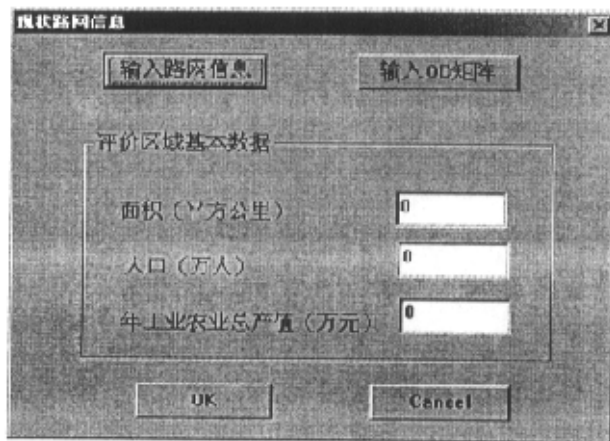 现状路网信息
输入路网信息
输入OD矩阵
评价区域基本数据
面积（平方公里）
0
人口（万人）
0
年工业农业总产值（万元）
0
OK
Cancel